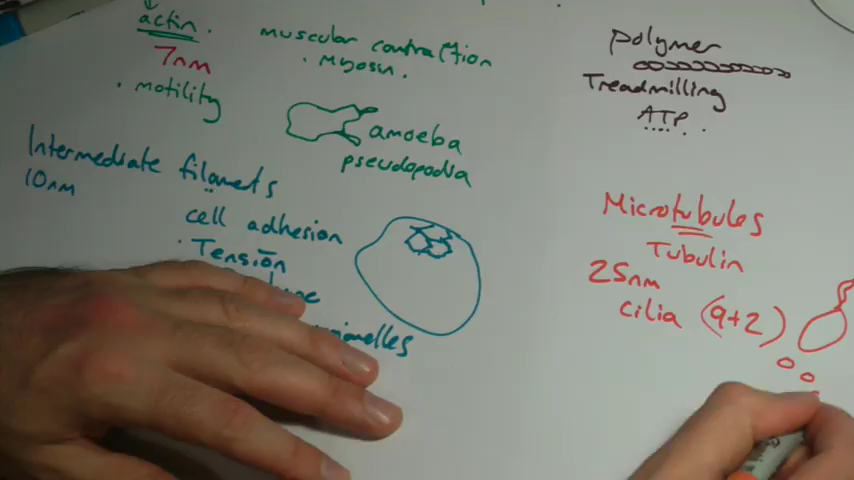 actin.
7nm
· motility
muscular contraction
· myosin.
amoeba
pseudopodia
Intermediate filaments
10nm
cell adhesion
· Tension
Polymer
Treadmilling
ATP
Microtubules
Tubulin
25nm
cilia (9+2)